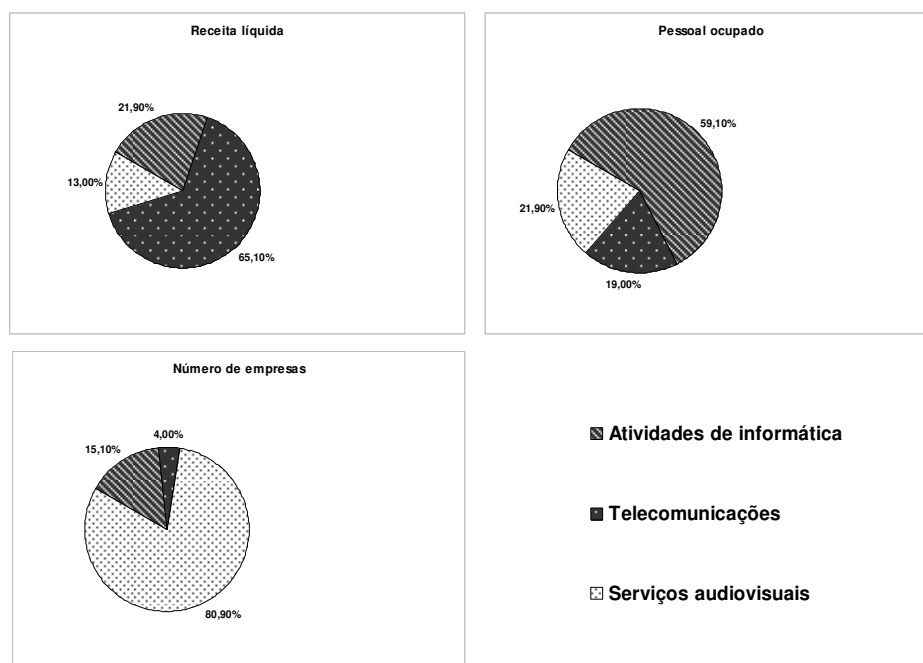 Receita líquida
21,90%
13,00%
65,10%
Pessoal ocupado
59,10%
21,90%
19,00%
Número de empresas
4,00%
15,10%
80,90%
Atividades de informática
Telecomunicações
Serviços audiovisuais